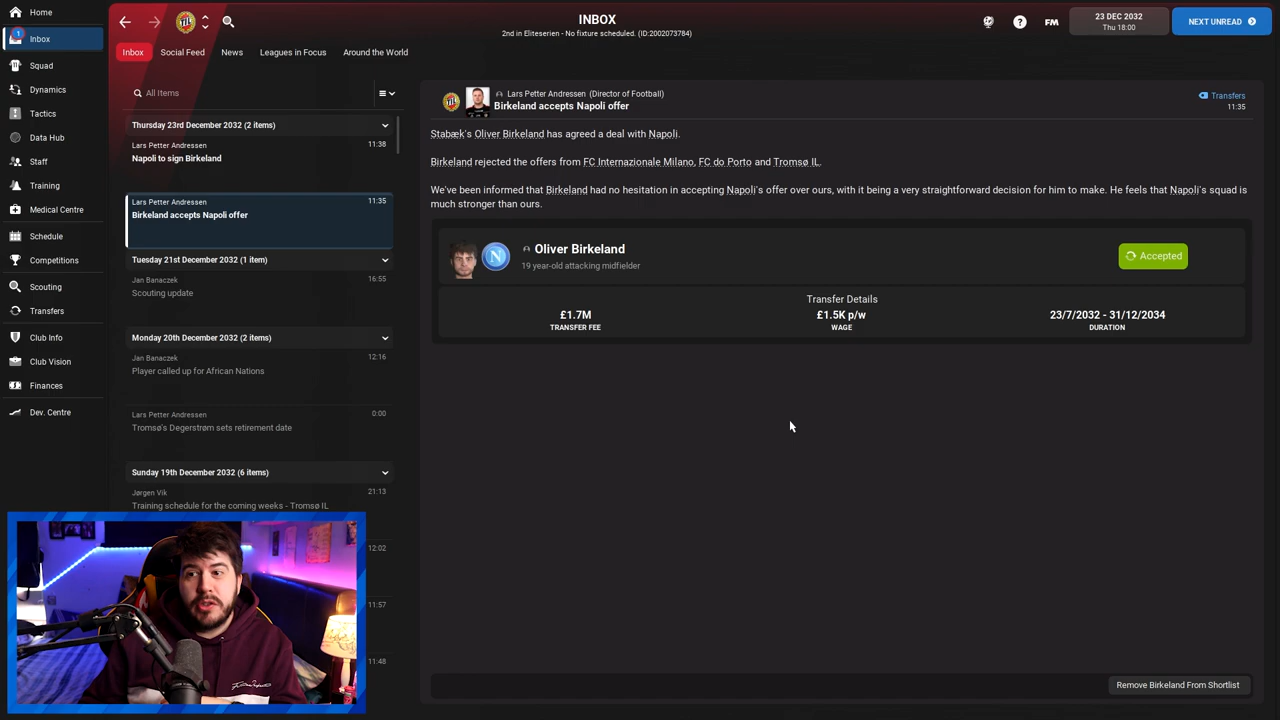 Home
INBOX
2nd in Eliteserien - No fixture scheduled. (ID:2002073784)
FM
23 DEC 2032
Thu 18:00
NEXT UNREAD
1
Inbox
Squad
Dynamics
Tactics
Data Hub
Staff
Training
Medical Centre
Schedule
Competitions
Scouting
Transfers
Club Info
Club Vision
Finances
Dev. Centre
Inbox Social Feed News Leagues in Focus Around the World
All Items
Thursday 23rd December 2032 (2 items)
Lars Petter Andressen 11:38
Napoli to sign Birkeland
Lars Petter Andressen 11:35
Birkeland accepts Napoli offer
Tuesday 21st December 2032 (1 item)
Jan Banaczek 16:55
Scouting update
Monday 20th December 2032 (2 items)
Jan Banaczek 12:16
Player called up for African Nations
Lars Petter Andressen 0:00
Tromsø's Degerstrøm sets retirement date
Sunday 19th December 2032 (6 items)
Jørgen Vik 21:13
Training schedule for the coming weeks - Tromsø IL
12:02
11:57
11:48
TIL
Lars Petter Andressen (Director of Football)
Birkeland accepts Napoli offer
Transfers
11:35
Stabæk's Oliver Birkeland has agreed a deal with Napoli.
Birkeland rejected the offers from FC Internazionale Milano, FC do Porto and Tromsø IL.
We've been informed that Birkeland had no hesitation in accepting Napoli's offer over ours, with it being a very straightforward decision for him to make. He feels that Napoli's squad is
much stronger than ours.
N
Oliver Birkeland
19 year-old attacking midfielder
Accepted
Transfer Details
£1.7M £1.5K p/w 23/7/2032 - 31/12/2034
TRANSFER FEE WAGE DURATION
Remove Birkeland From Shortlist